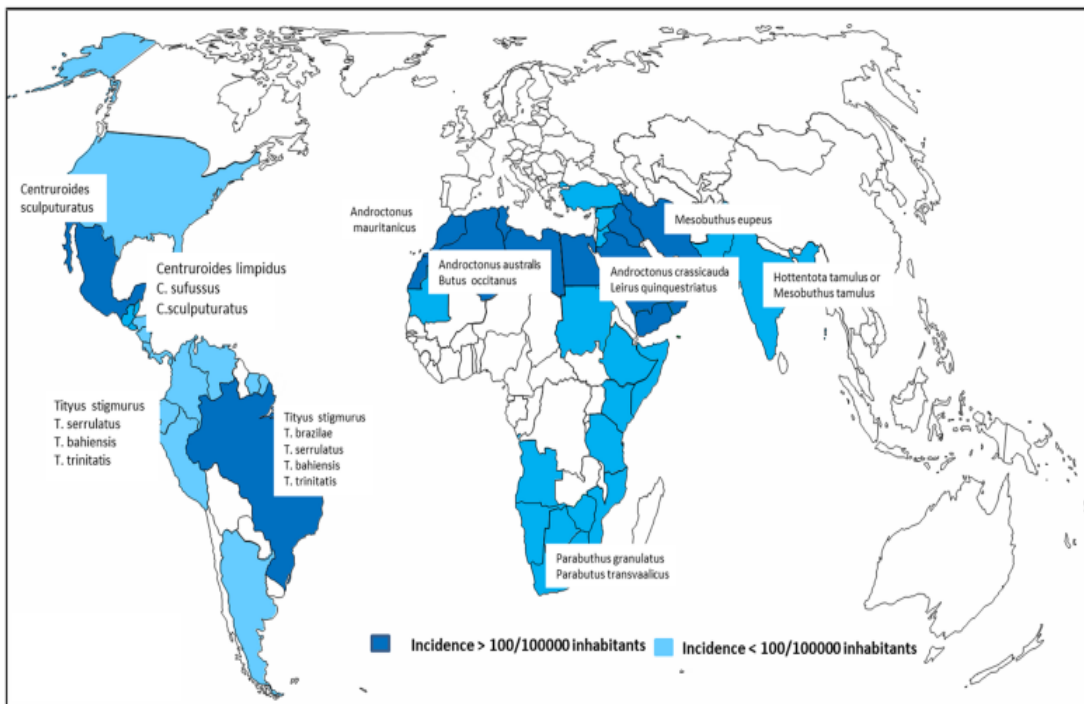 Centruroides
sculputuratus
Androctonus
mauritanicus
Mesobuthus eupeus
Centruroides limpidus
C. sufussus
C.sculputuratus
Androctonus australis
Butus occitanus
Androctonus crassicauda
Leirus quinquestriatus
Hottentota tamulus or
Mesobuthus tamulus
Tityus stigmurus
T. serrulatus
T. bahiensis
T. trinitatis
Tityus stigmurus
T. brazilae
T. serrulatus
T. bahiensis
T. trinitatis
Parabuthus granulatus
Parabutus transvaalicus
Incidence > 100/100000 inhabitants
Incidence < 100/100000 inhabitants